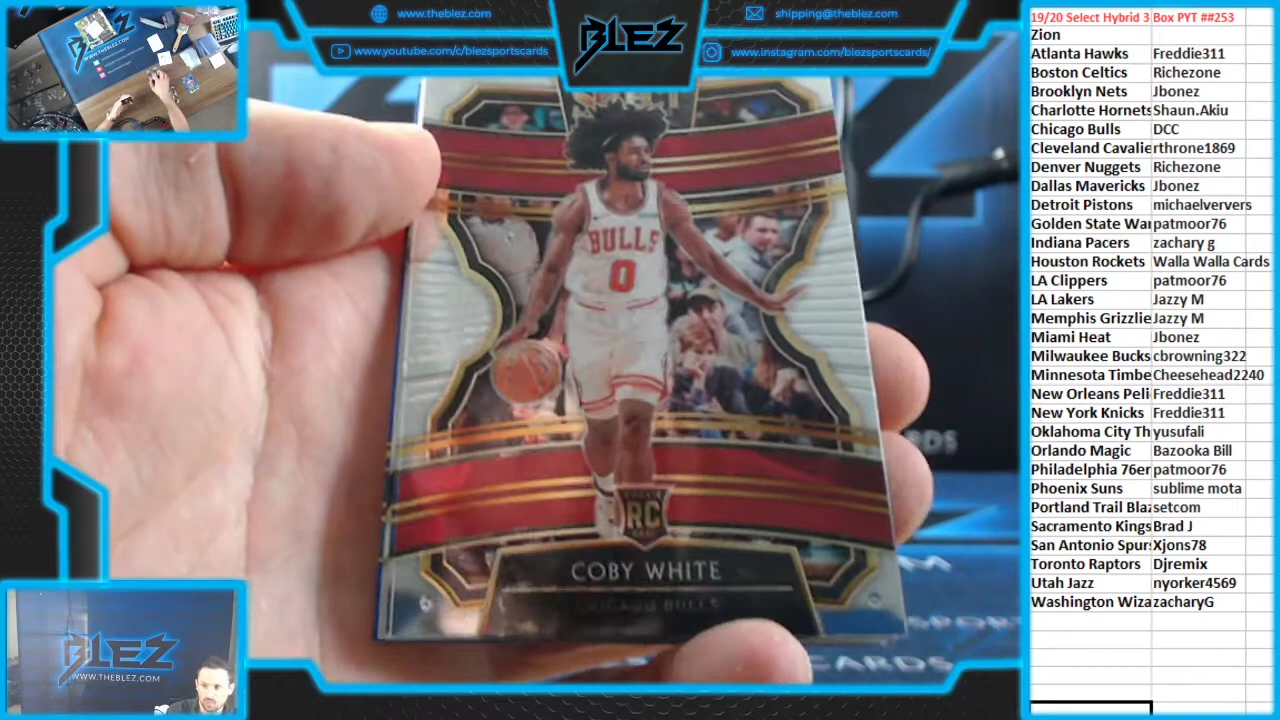 www.theblez.com
shipping@theblez.com
www.youtube.com/c/blezsportscards
BLEZ
www.instagram.com/blezsportscards/
BULLS
0
RC
COBY WHITE
CHICAGO BULLS
CARDS
BLEZ
WWW.THEBLEZ.COM
19/20 Select Hybrid 3 Box PYT ##253
Zion
Atlanta Hawks Freddie311
Boston Celtics Richezone
Brooklyn Nets Jbonez
Charlotte Hornets Shaun.Akiu
Chicago Bulls DCC
Cleveland Cavalie rthrone1869
Denver Nuggets Richezone
Dallas Mavericks Jbonez
Detroit Pistons michaelververs
Golden State War patmoor76
Indiana Pacers zachary g
Houston Rockets Walla Walla Cards
LA Clippers patmoor76
LA Lakers Jazzy M
Memphis Grizzlie Jazzy M
Miami Heat Jbonez
Milwaukee Bucks cbrowning322
Minnesota Timbe Cheesehead2240
New Orleans Peli Freddie311
New York Knicks Freddie311
Oklahoma City Th yusufali
Orlando Magic Bazooka Bill
Philadelphia 76er patmoor76
Phoenix Suns sublime mota
Portland Trail Blaz setcom
Sacramento Kings Brad J
San Antonio Spurs Xjons78
Toronto Raptors Djremix
Utah Jazz nyorker4569
Washington Wiza zacharyG